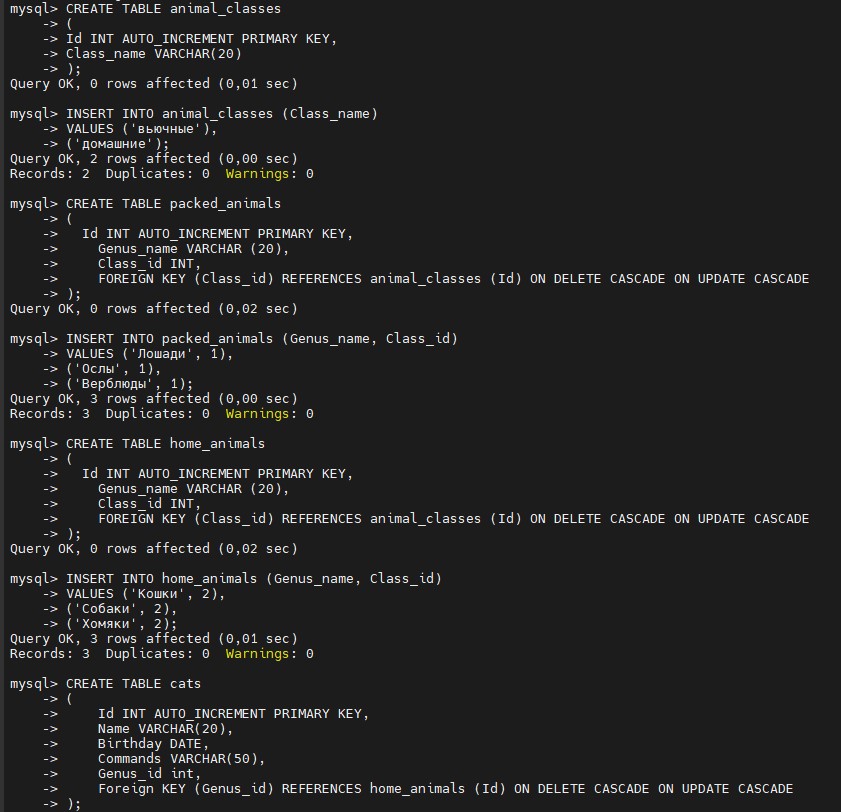 mysql> CREATE TABLE animal_classes
    -> (
    -> Id INT AUTO_INCREMENT PRIMARY KEY,
    -> Class_name VARCHAR(20)
    -> );
Query OK, 0 rows affected (0,01 sec)

mysql> INSERT INTO animal_classes (Class_name)
    -> VALUES ('вьючные'),
    -> ('домашние');
Query OK, 2 rows affected (0,00 sec)
Records: 2  Duplicates: 0  Warnings: 0

mysql> CREATE TABLE packed_animals
    -> (
    ->   Id INT AUTO_INCREMENT PRIMARY KEY,
    ->     Genus_name VARCHAR (20),
    ->     Class_id INT,
    ->     FOREIGN KEY (Class_id) REFERENCES animal_classes (Id) ON DELETE CASCADE ON UPDATE CASCADE
    -> );
Query OK, 0 rows affected (0,02 sec)

mysql> INSERT INTO packed_animals (Genus_name, Class_id)
    -> VALUES ('Лошади', 1),
    -> ('Ослы', 1),
    -> ('Верблюды', 1);
Query OK, 3 rows affected (0,00 sec)
Records: 3  Duplicates: 0  Warnings: 0

mysql> CREATE TABLE home_animals
    -> (
    ->   Id INT AUTO_INCREMENT PRIMARY KEY,
    ->     Genus_name VARCHAR (20),
    ->     Class_id INT,
    ->     FOREIGN KEY (Class_id) REFERENCES animal_classes (Id) ON DELETE CASCADE ON UPDATE CASCADE
    -> );
Query OK, 0 rows affected (0,02 sec)

mysql> INSERT INTO home_animals (Genus_name, Class_id)
    -> VALUES ('Кошки', 2),
    -> ('Собаки', 2),
    -> ('Хомяки', 2);
Query OK, 3 rows affected (0,01 sec)
Records: 3  Duplicates: 0  Warnings: 0

mysql> CREATE TABLE cats
    -> (
    ->     Id INT AUTO_INCREMENT PRIMARY KEY,
    ->     Name VARCHAR(20),
    ->     Birthday DATE,
    ->     Commands VARCHAR(50),
    ->     Genus_id int,
    ->     Foreign KEY (Genus_id) REFERENCES home_animals (Id) ON DELETE CASCADE ON UPDATE CASCADE
    -> );